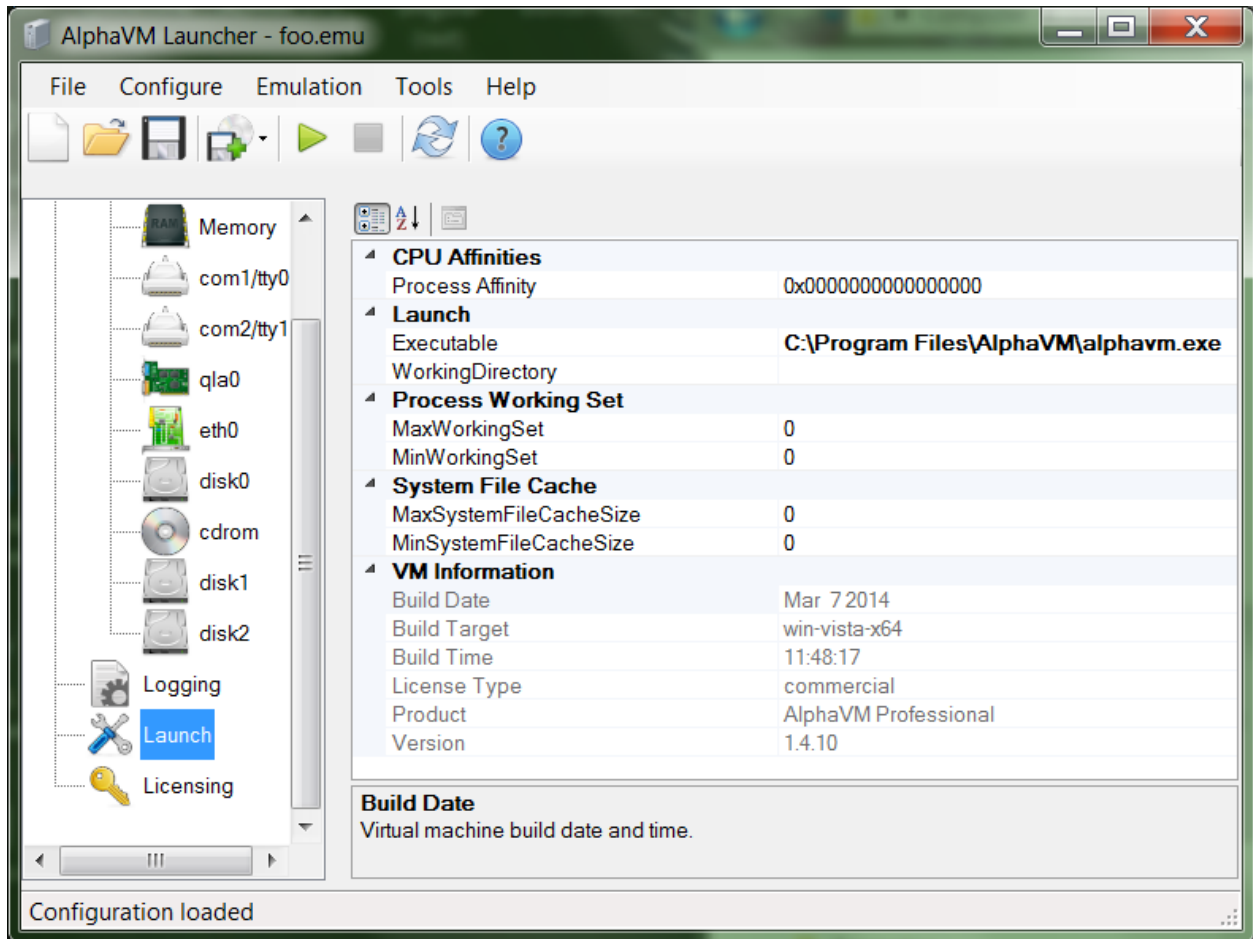 AlphaVM Launcher - foo.emu
File Configure Emulation Tools Help
Memory
com1/tty0
com2/tty1
qla0
eth0
disk0
cdrom
disk1
disk2
Logging
Launch
Licensing
CPU Affinities
Process Affinity 0x0000000000000000
Launch
Executable C:\Program Files\AlphaVM\alphavm.exe
WorkingDirectory
Process Working Set
MaxWorkingSet 0
MinWorkingSet 0
System File Cache
MaxSystemFileCacheSize 0
MinSystemFileCacheSize 0
VM Information
Build Date Mar 7 2014
Build Target win-vista-x64
Build Time 11:48:17
License Type commercial
Product AlphaVM Professional
Version 1.4.10
Build Date
Virtual machine build date and time.
Configuration loaded